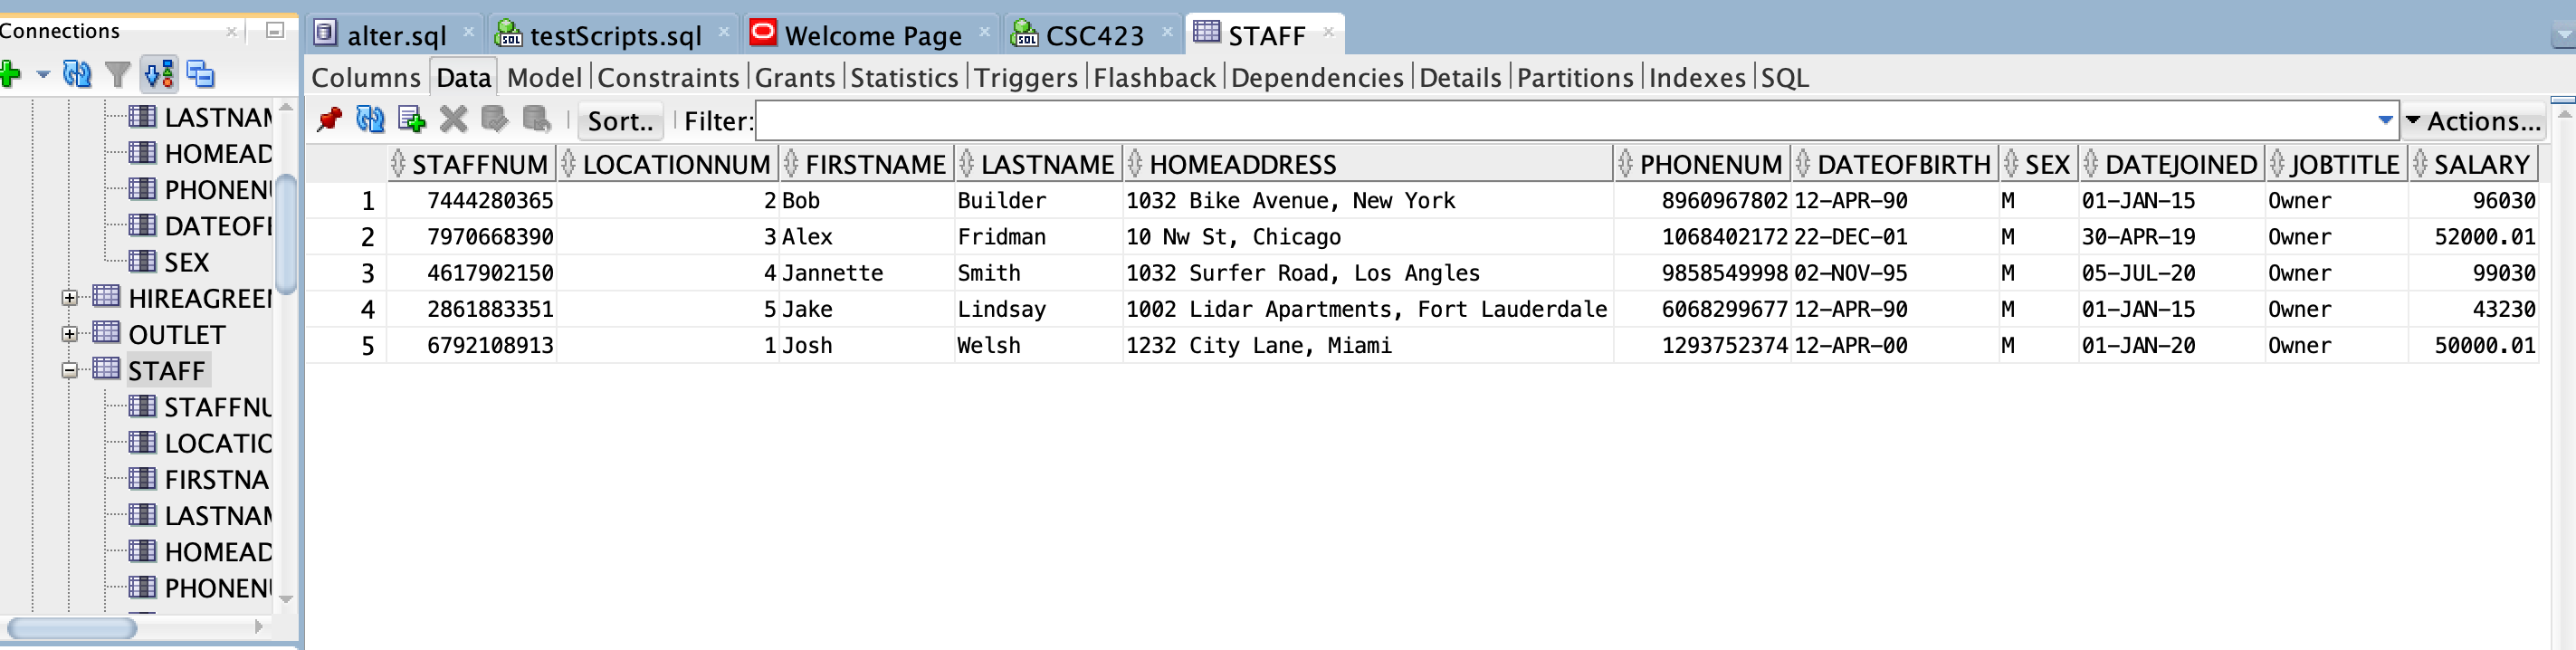 Connections
alter.sql testScripts.sql Welcome Page CSC423 STAFF
Columns Data Model Constraints Grants Statistics Triggers Flashback Dependencies Details Partitions Indexes SQL
Sort.. Filter: Actions...
LASTNAM
HOMEAD
PHONENU
DATEOFE
SEX
HIREAGREEI
OUTLET
STAFF
STAFFNU
LOCATIO
FIRSTNA
LASTNAM
HOMEAD
PHONENU
STAFFNUM LOCATIONNUM FIRSTNAME LASTNAME HOMEADDRESS PHONENUM DATEOFBIRTH SEX DATEJOINED JOBTITLE SALARY
1 7444280365 2 Bob Builder 1032 Bike Avenue, New York 8960967802 12-APR-90 M 01-JAN-15 Owner 96030
2 7970668390 3 Alex Fridman 10 Nw St, Chicago 1068402172 22-DEC-01 M 30-APR-19 Owner 52000.01
3 4617902150 4 Jannette Smith 1032 Surfer Road, Los Angles 9858549998 02-NOV-95 M 05-JUL-20 Owner 99030
4 2861883351 5 Jake Lindsay 1002 Lidar Apartments, Fort Lauderdale 6068299677 12-APR-90 M 01-JAN-15 Owner 43230
5 6792108913 1 Josh Welsh 1232 City Lane, Miami 1293752374 12-APR-00 M 01-JAN-20 Owner 50000.01